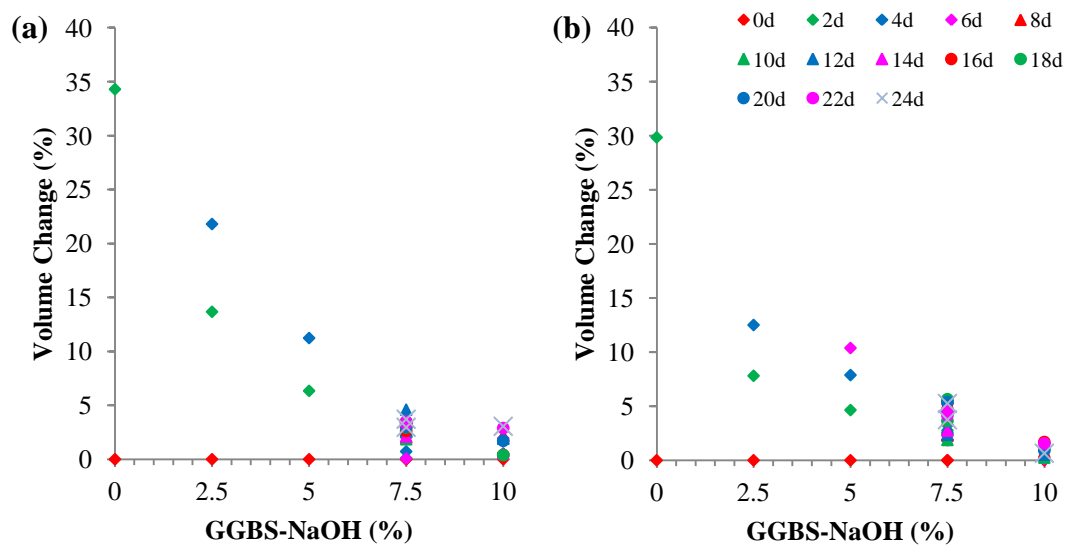 (a)
Volume Change (%)
40
35
30
25
20
15
10
5
0
0 2.5 5 7.5 10
GGBS-NaOH (%)
(b)
Volume Change (%)
40
35
30
25
20
15
10
5
0
0 2.5 5 7.5 10
GGBS-NaOH (%)
0d 2d 4d 6d 8d
10d 12d 14d 16d 18d
20d 22d 24d